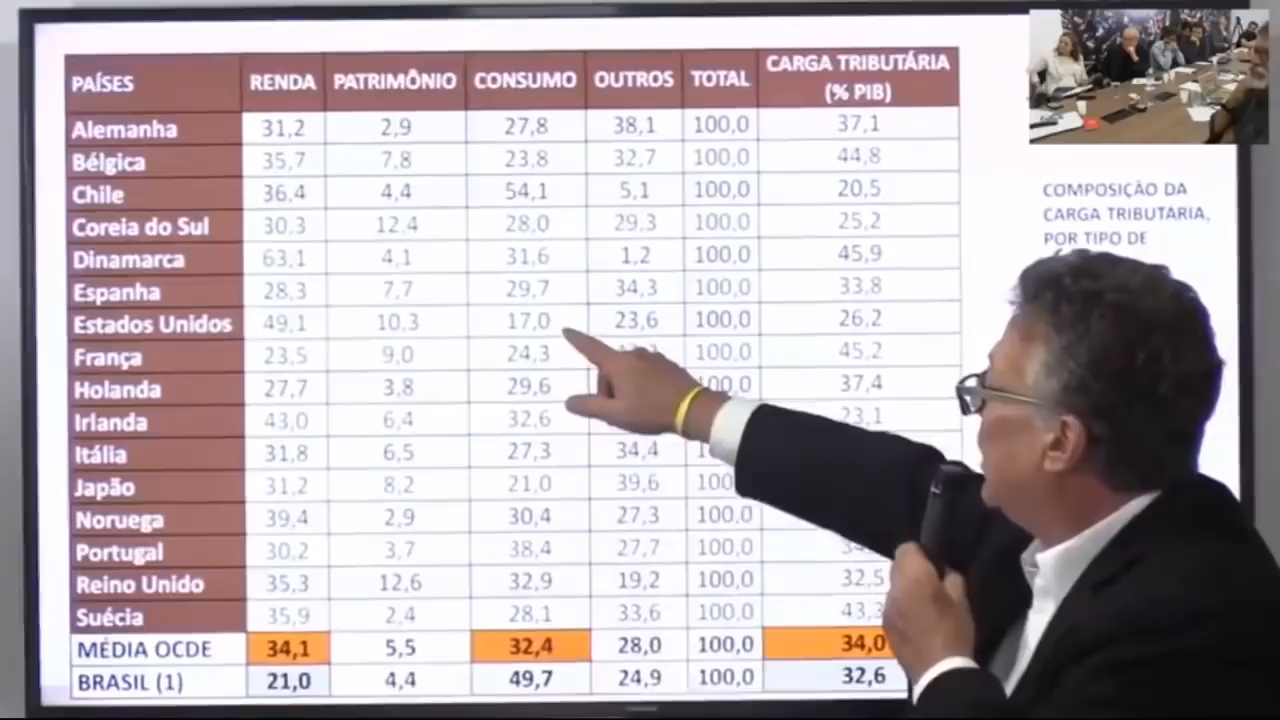 PAÍSES RENDA PATRIMÔNIO CONSUMO OUTROS TOTAL CARGA TRIBUTÁRIA (% PIB)
Alemanha 31,2 2,9 27,8 38,1 100,0 37,1
Bélgica 35,7 7,8 23,8 32,7 100,0 44,8
Chile 36,4 4,4 54,1 5,1 100,0 20,5
Coreia do Sul 30,3 12,4 28,0 29,3 100,0 25,2
Dinamarca 63,1 4,1 31,6 1,2 100,0 45,9
Espanha 28,3 7,7 29,7 34,3 100,0 33,8
Estados Unidos 49,1 10,3 17,0 23,6 100,0 26,2
França 23,5 9,0 24,3 100,0 45,2
Holanda 27,7 3,8 29,6 37,4
Irlanda 43,0 6,4 32,6 23,1
Itália 31,8 6,5 27,3 34,4
Japão 31,2 8,2 21,0 39,6
Noruega 39,4 2,9 30,4 27,3 100,0
Portugal 30,2 3,7 38,4 27,7 100,0
Reino Unido 35,3 12,6 32,9 19,2 100,0 32,5
Suécia 35,9 2,4 28,1 33,6 100,0 43,3
MÉDIA OCDE 34,1 5,5 32,4 28,0 100,0 34,0
BRASIL (1) 21,0 4,4 49,7 24,9 100,0 32,6
COMPOSIÇÃO DA
CARGA TRIBUTÁRIA,
POR TIPO DE